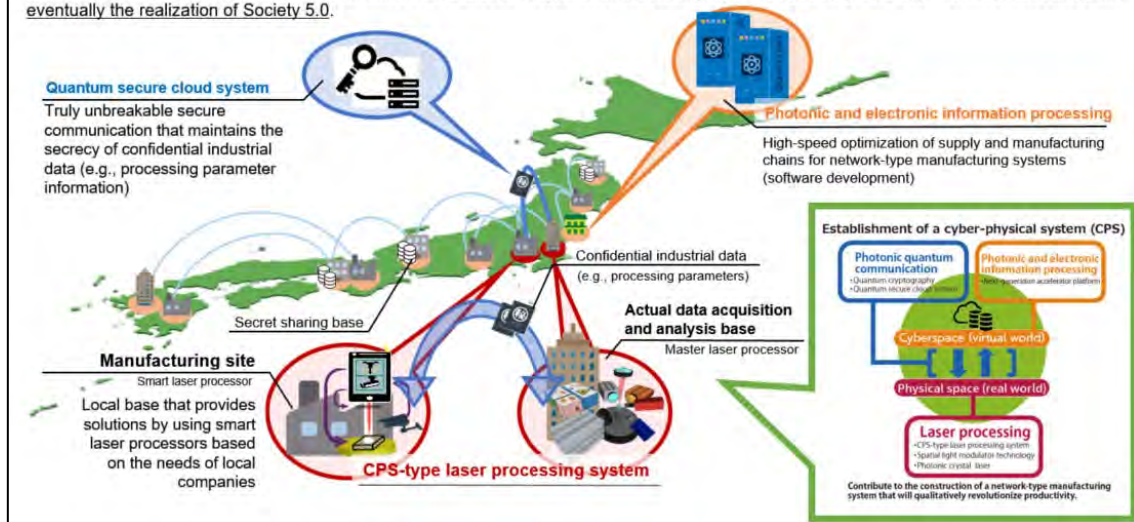 eventually the realization of Society 5.0.
Quantum secure cloud system
Truly unbreakable secure
communication that maintains the
secrecy of confidential industrial
data (e.g., processing parameter
information)
Photonic and electronic information processing
High-speed optimization of supply and manufacturing
chains for network-type manufacturing systems
(software development)
Confidential industrial data
(e.g., processing parameters)
Secret sharing base
Actual data acquisition
and analysis base
Master laser processor
Manufacturing site
Smart laser processor
Local base that provides
solutions by using smart
laser processors based
on the needs of local
companies
CPS-type laser processing system
Establishment of a cyber-physical system (CPS)
Photonic quantum
communication
•Quantum cryptography
•Quantum secure cloud system
Photonic and electronic
information processing
•Next-generation accelerator platform
Cyberspace (virtual world)
Physical space (real world)
Laser processing
•CPS-type laser processing system
•Spatial light modulator technology
•Photonic crystal laser
Contribute to the construction of a network-type manufacturing
system that will qualitatively revolutionize productivity.